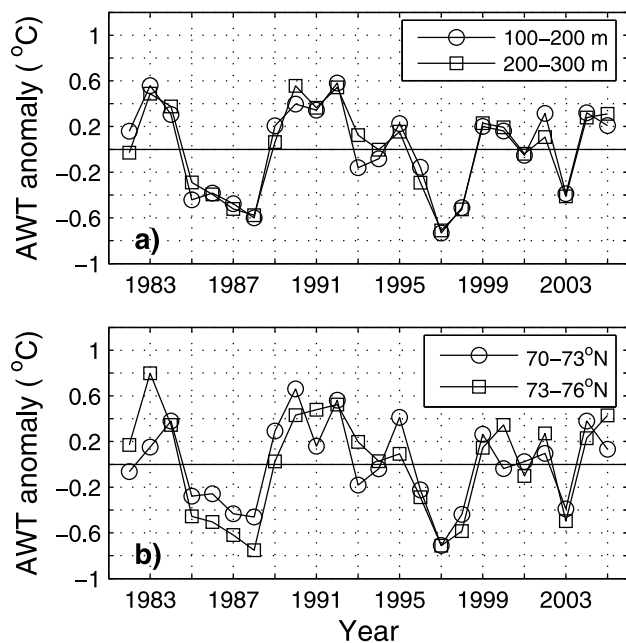 AWT anomaly ( °C)
1
0.6
0.2
−0.2
−0.6
−1
100−200 m
200−300 m
a)
1983 1987 1991 1995 1999 2003
AWT anomaly ( °C)
1
0.6
0.2
−0.2
−0.6
−1
70−73°N
73−76°N
b)
1983 1987 1991 1995 1999 2003
Year